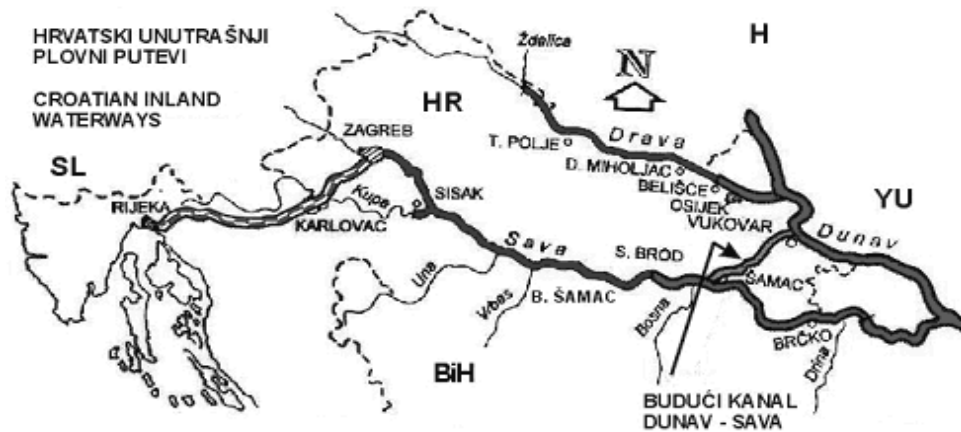 HRVATSKI UNUTRAŠNJI
PLOVNI PUTEVI
CROATIAN INLAND
WATERWAYS
H
Ždelica
N
HR
ZAGREB
T. POLJE
Drava
D. MIHOLJAC
BELIŠĆE
OSIJEK
VUKOVAR
YU
SL
RIJEKA
KARLOVAC
Kupa
SISAK
Sava
S. BROD
Dunav
ŠAMAC
Una
Vrbas
B. ŠAMAC
Bosna
BRČKO
Drina
BiH
BUDUĆI KANAL
DUNAV - SAVA